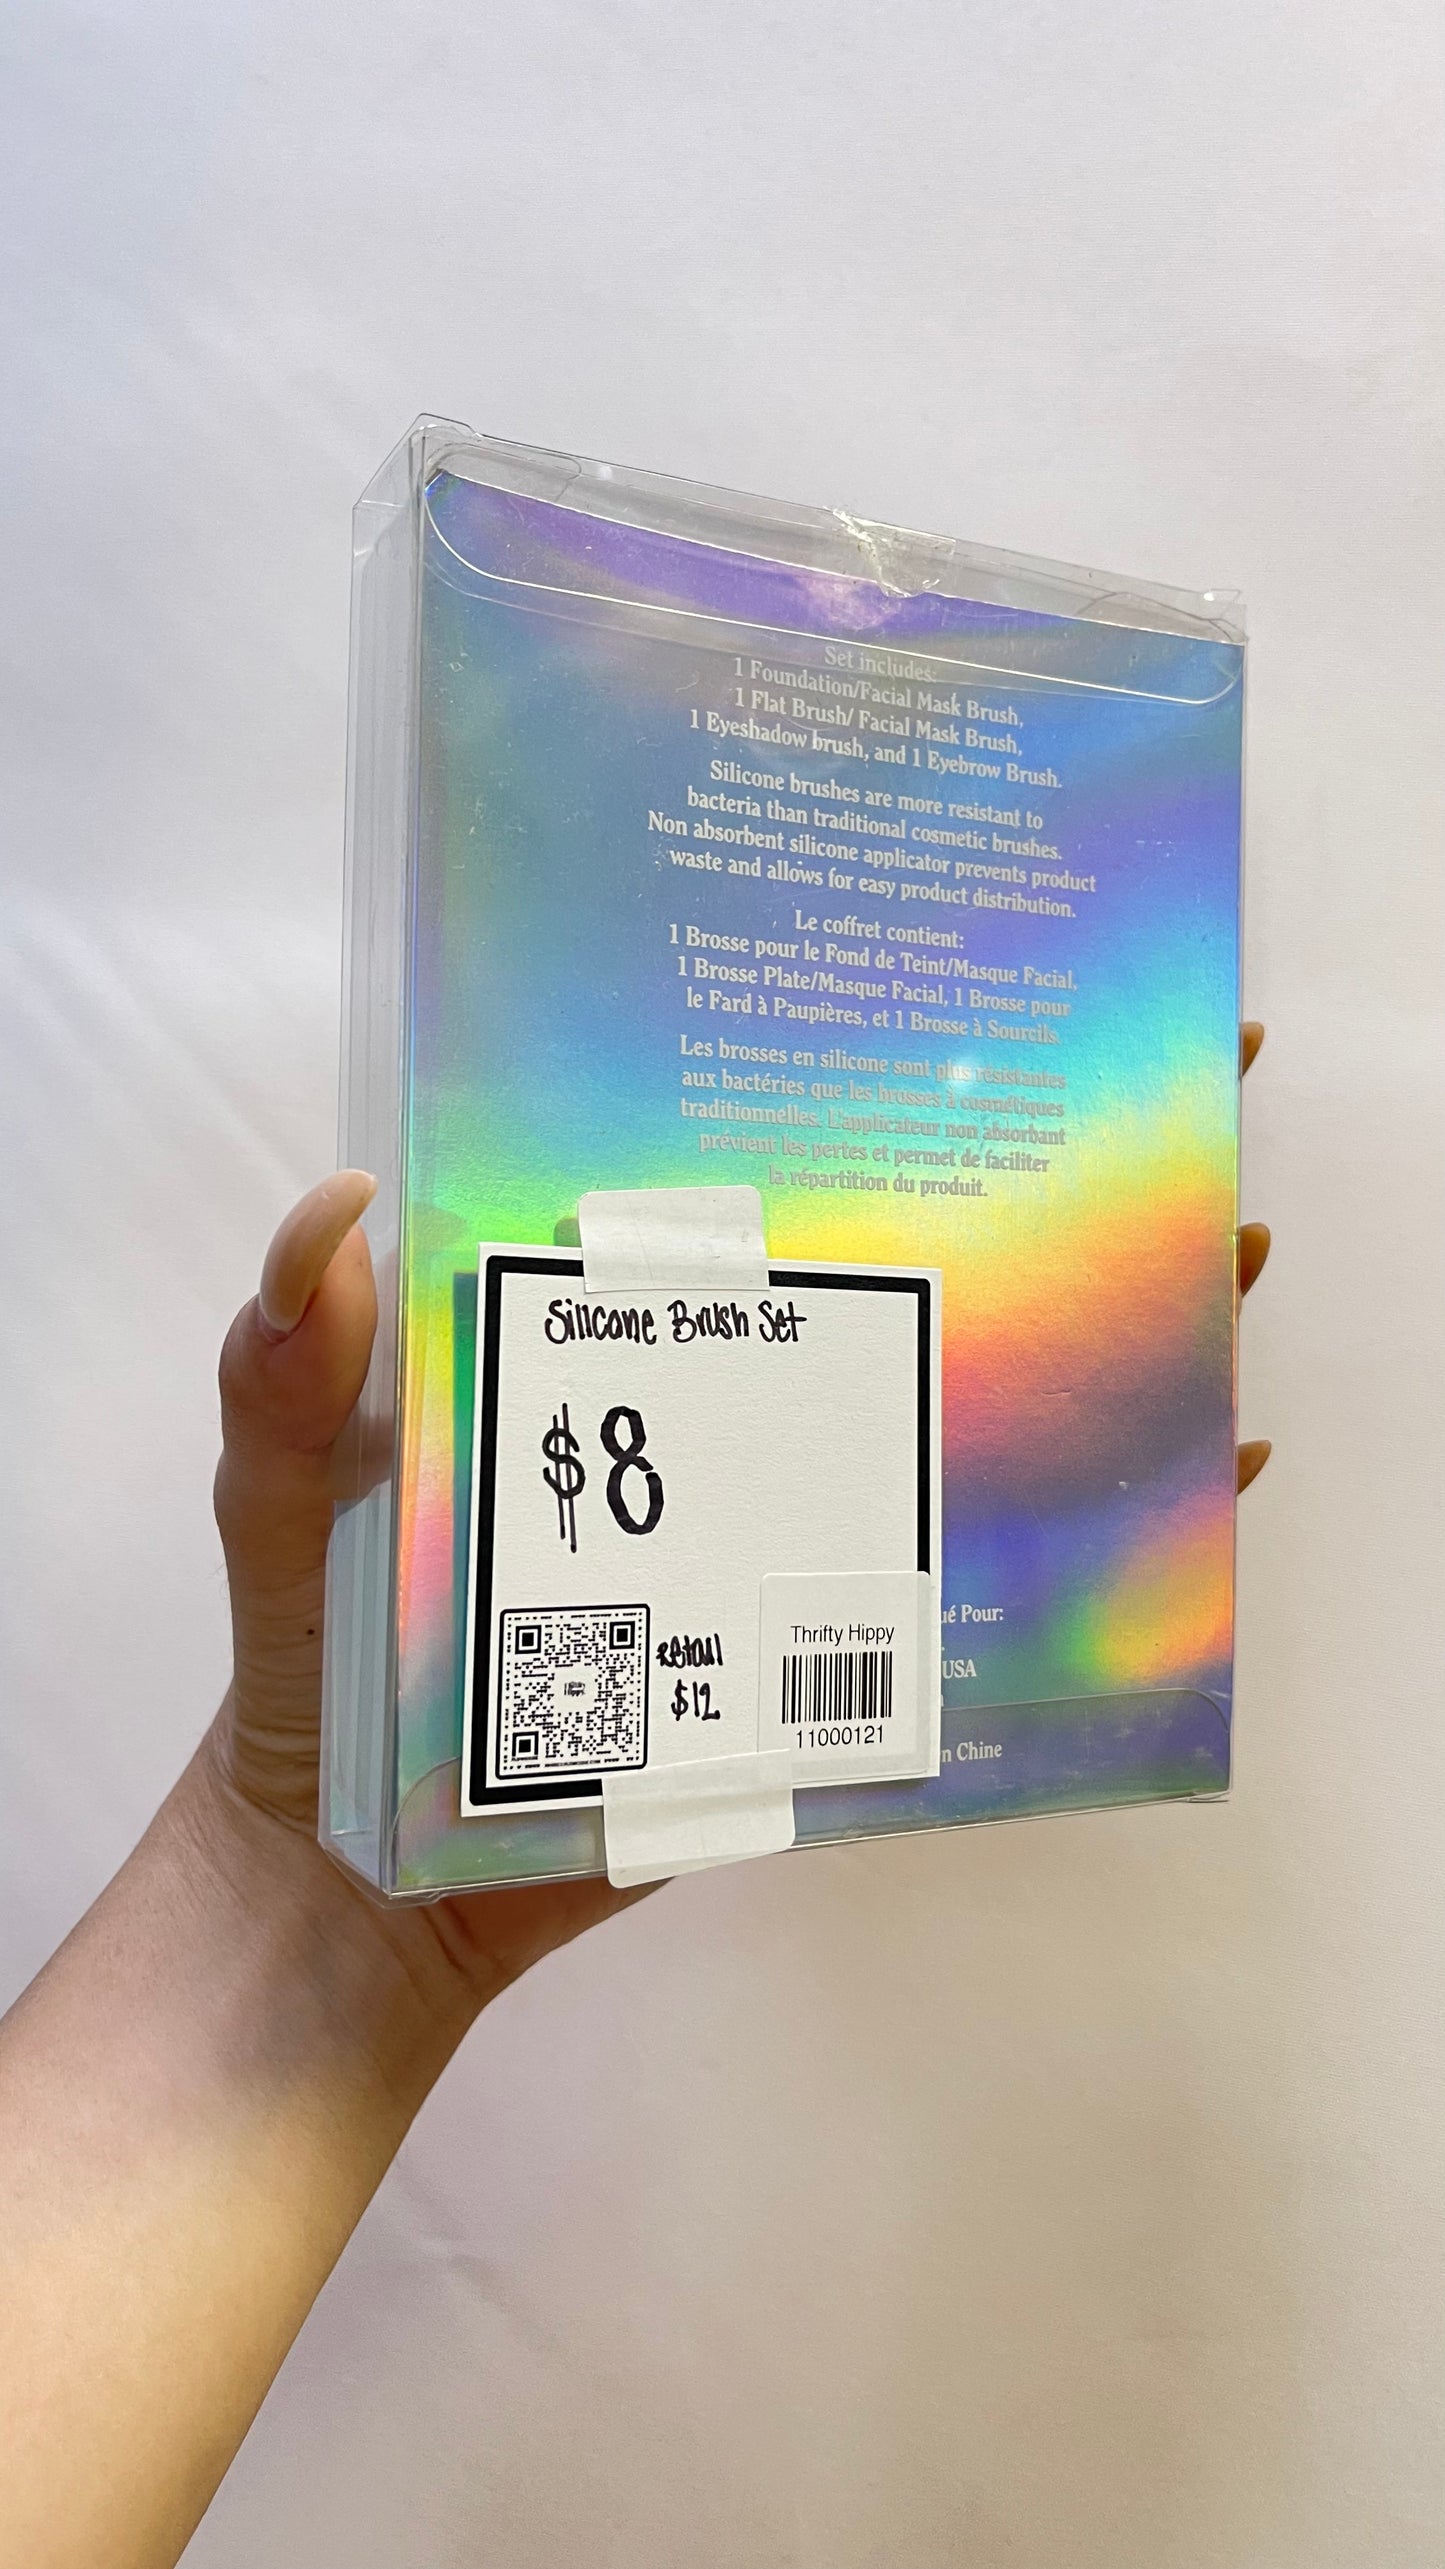 Set includes:
1 Foundation/Facial Mask Brush,
1 Flat Brush/ Facial Mask Brush,
1 Eyeshadow brush, and 1 Eyebrow Brush.
Silicone brushes are more resistant to
bacteria than traditional cosmetic brushes.
Non absorbent silicone applicator prevents product
waste and allows for easy product distribution.
Le coffret contient:
1 Brosse pour le Fond de Teint/Masque Facial,
1 Brosse Plate/Masque Facial, 1 Brosse pour
le Fard à Paupières, et 1 Brosse à Sourcils.
Les brosses en silicone sont plus résistantes
aux bactéries que les brosses à cosmétiques
traditionnelles. L'applicateur non absorbant
prévient les pertes et permet de faciliter
la répartition du produit.
Silicone Brush Set
$8
Retail
$12
Thrifty Hippy
11000121
Pour:
USA
Chine